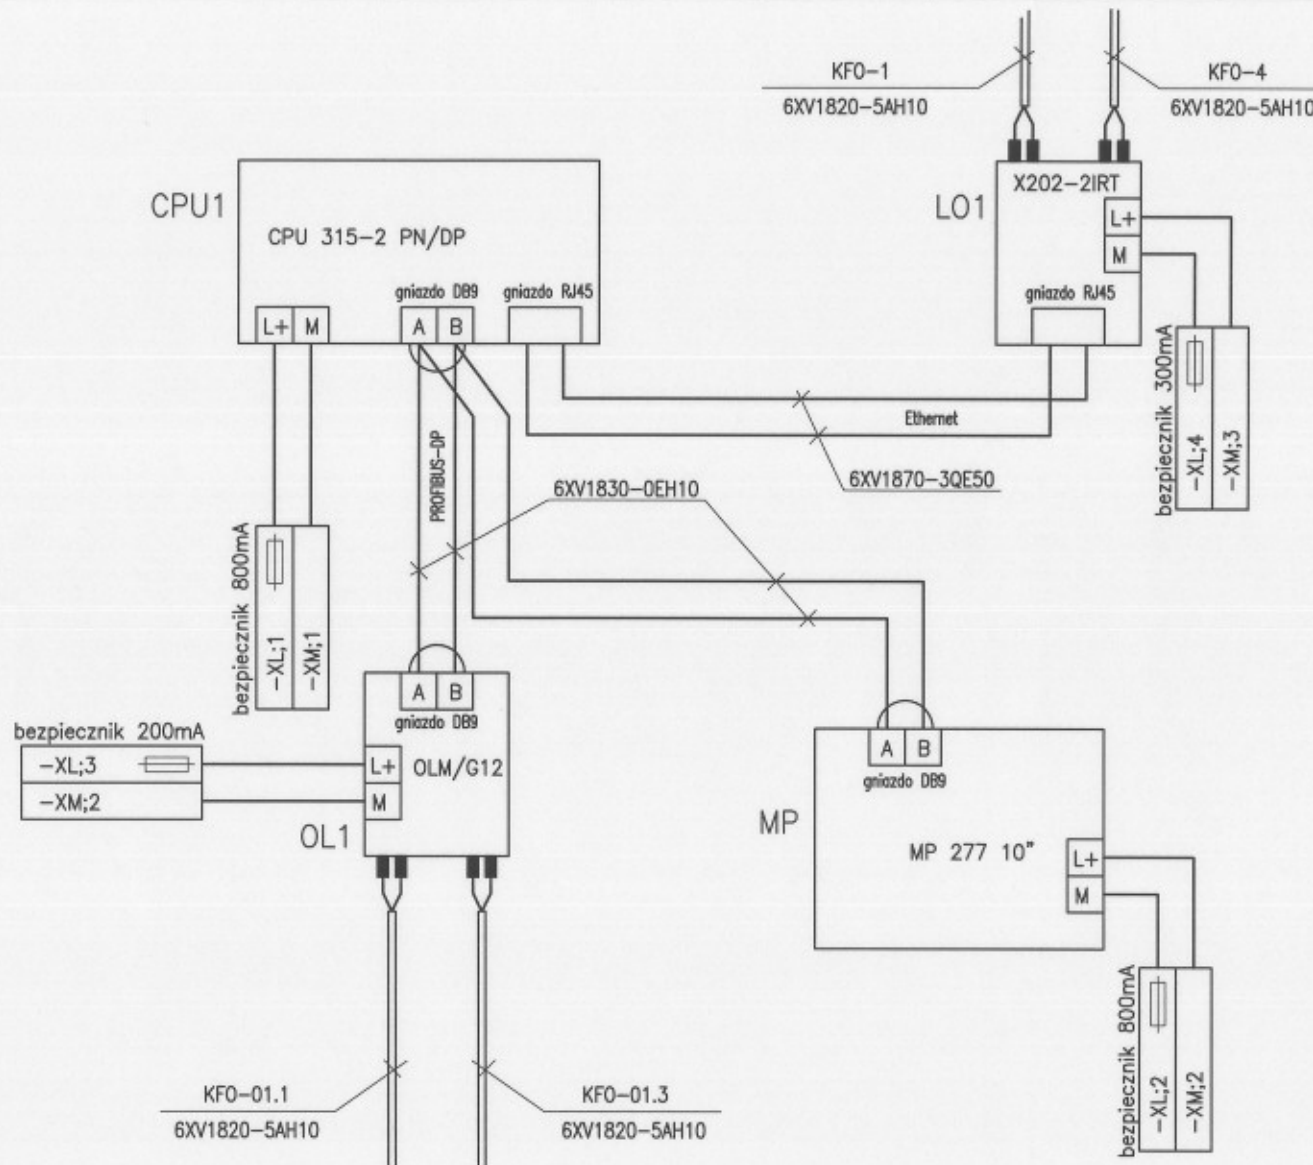 KFO-1
6XV1820-5AH10
KFO-4
6XV1820-5AH10
CPU1
CPU 315-2 PN/DP
gniazdo DB9
gniazdo RJ45
L+ M
A B
LO1
X202-2IRT
L+
M
gniazdo RJ45
bezpiecznik 300mA
-XL;4
-XM;3
Ethernet
6XV1870-3QE50
PROFIBUS-DP
6XV1830-0EH10
bezpiecznik 800mA
-XL;1
-XM;1
A B
gniazdo DB9
bezpiecznik 200mA
-XL;3
-XM;2
L+
M
OLM/G12
OL1
A B
gniazdo DB9
MP
MP 277 10"
L+
M
bezpiecznik 800mA
-XL;2
-XM;2
KFO-01.1
6XV1820-5AH10
KFO-01.3
6XV1820-5AH10